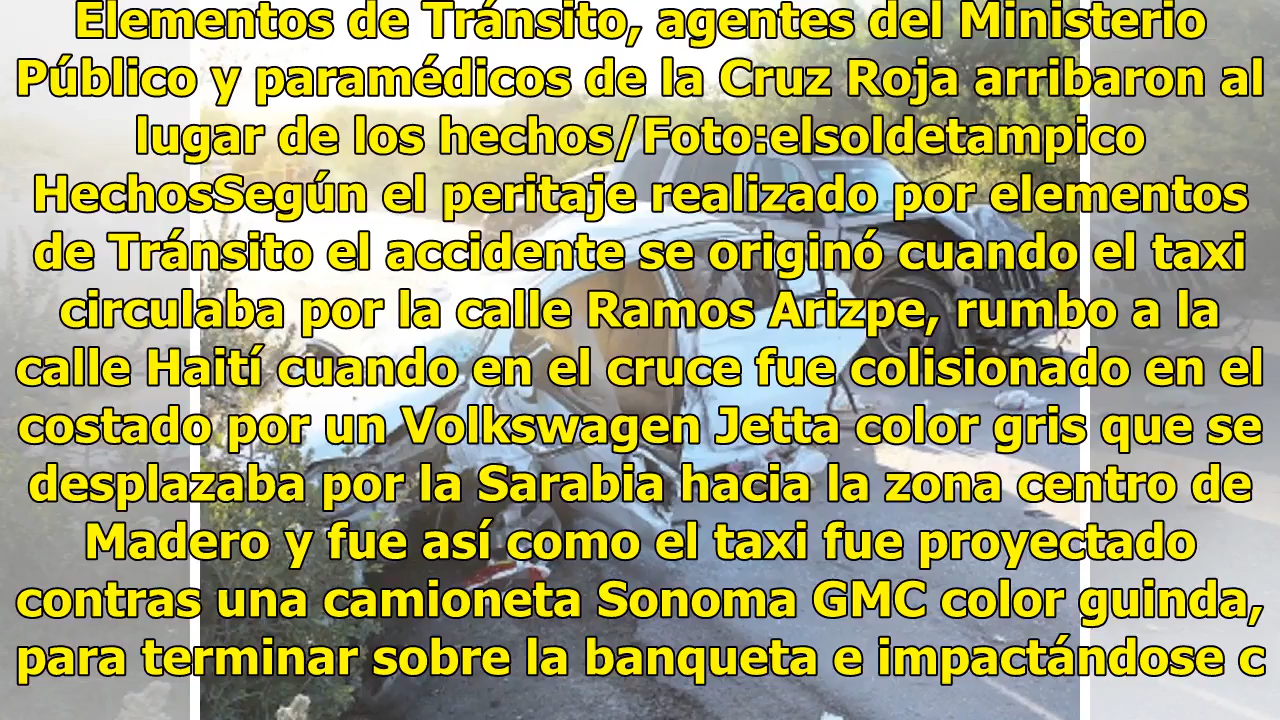 Elementos de Tránsito, agentes del Ministerio
Público y paramédicos de la Cruz Roja arribaron al
lugar de los hechos/Foto:elsoldetampico
HechosSegún el peritaje realizado por elementos
de Tránsito el accidente se originó cuando el taxi
circulaba por la calle Ramos Arizpe, rumbo a la
calle Haití cuando en el cruce fue colisionado en el
costado por un Volkswagen Jetta color gris que se
desplazaba por la Sarabia hacia la zona centro de
Madero y fue así como el taxi fue proyectado
contras una camioneta Sonoma GMC color guinda,
para terminar sobre la banqueta e impactándose c